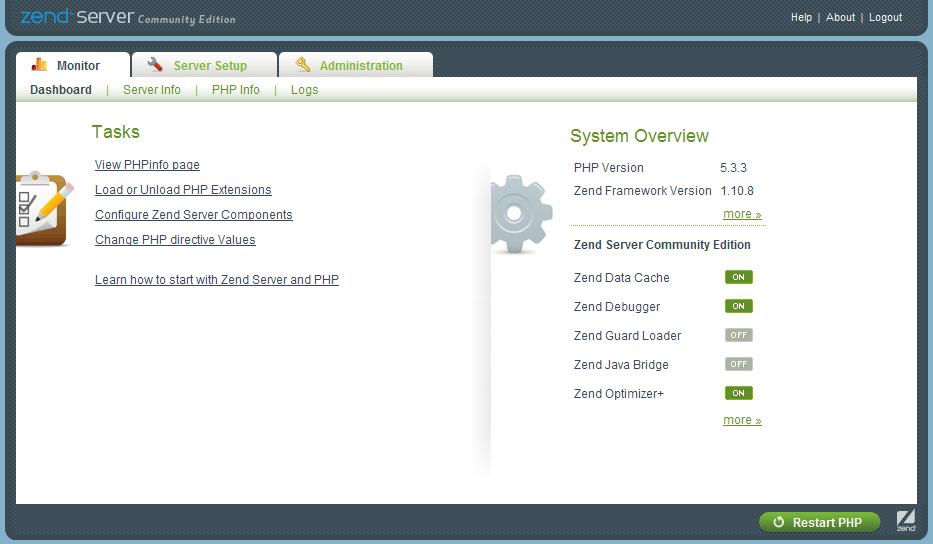 zend Server Community Edition
Help | About | Logout
Monitor
Server Setup
Administration
Dashboard | Server Info | PHP Info | Logs
Tasks
View PHPinfo page
Load or Unload PHP Extensions
Configure Zend Server Components
Change PHP directive Values
Learn how to start with Zend Server and PHP
System Overview
PHP Version 5.3.3
Zend Framework Version 1.10.8
more »
Zend Server Community Edition
Zend Data Cache ON
Zend Debugger ON
Zend Guard Loader OFF
Zend Java Bridge OFF
Zend Optimizer+ ON
more »
Restart PHP
zend